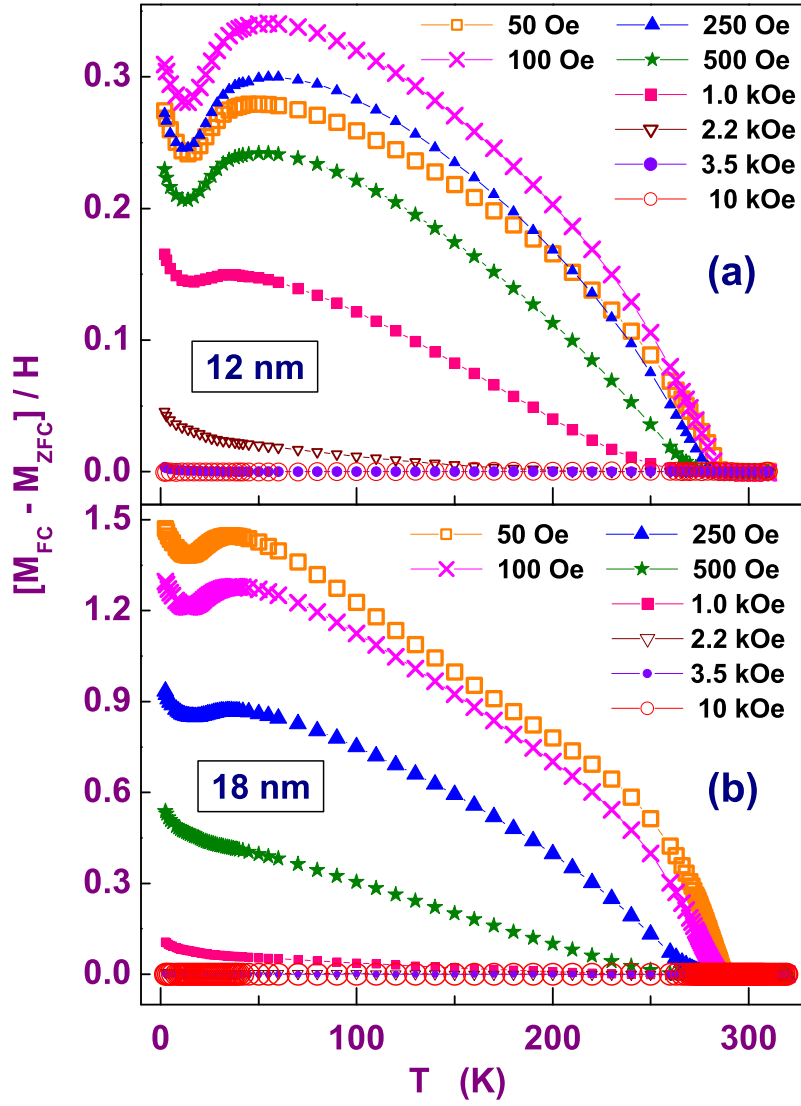 [M_FC - M_ZFC] / H
0.3
0.2
0.1
0.0
50 Oe
100 Oe
250 Oe
500 Oe
1.0 kOe
2.2 kOe
3.5 kOe
10 kOe
(a)
12 nm
1.5
1.2
0.9
0.6
0.3
0.0
50 Oe
100 Oe
250 Oe
500 Oe
1.0 kOe
2.2 kOe
3.5 kOe
10 kOe
(b)
18 nm
0
100
200
300
T (K)